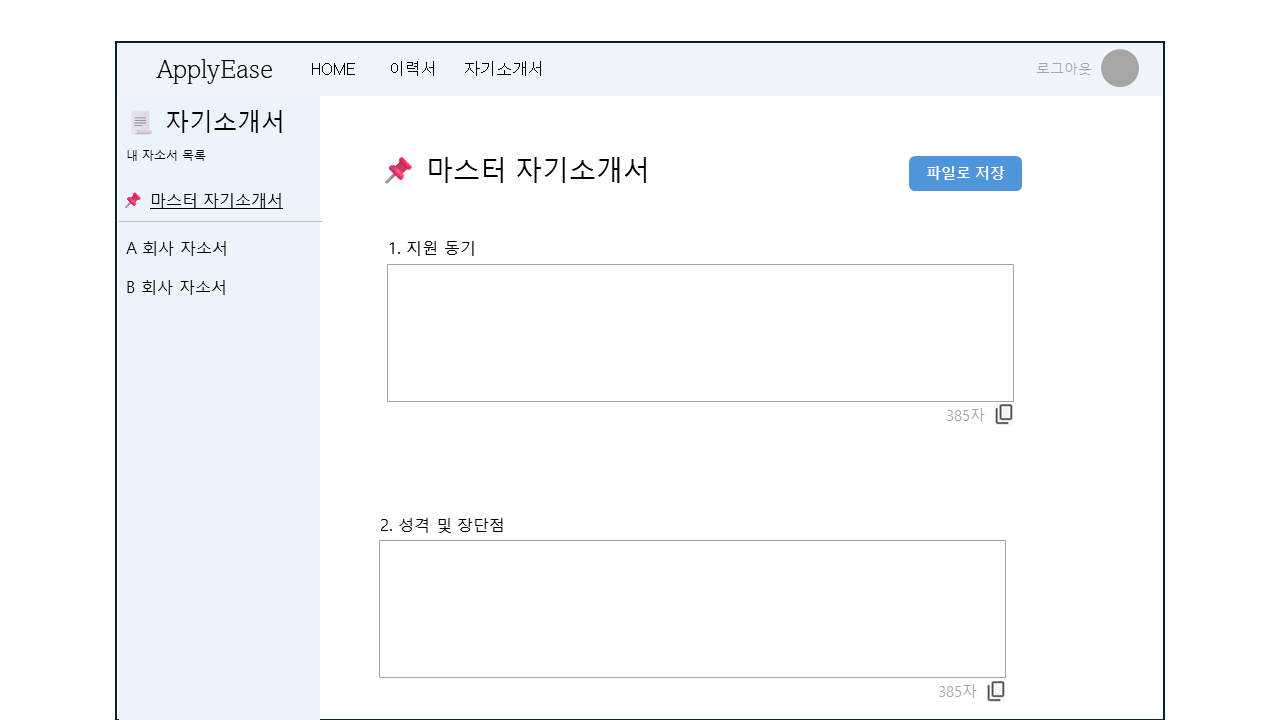 ApplyEase HOME 이력서 자기소개서 로그아웃
자기소개서
내 자소서 목록
마스터 자기소개서
A 회사 자소서
B 회사 자소서
마스터 자기소개서 파일로 저장
1. 지원 동기
385자
2. 성격 및 장단점
385자